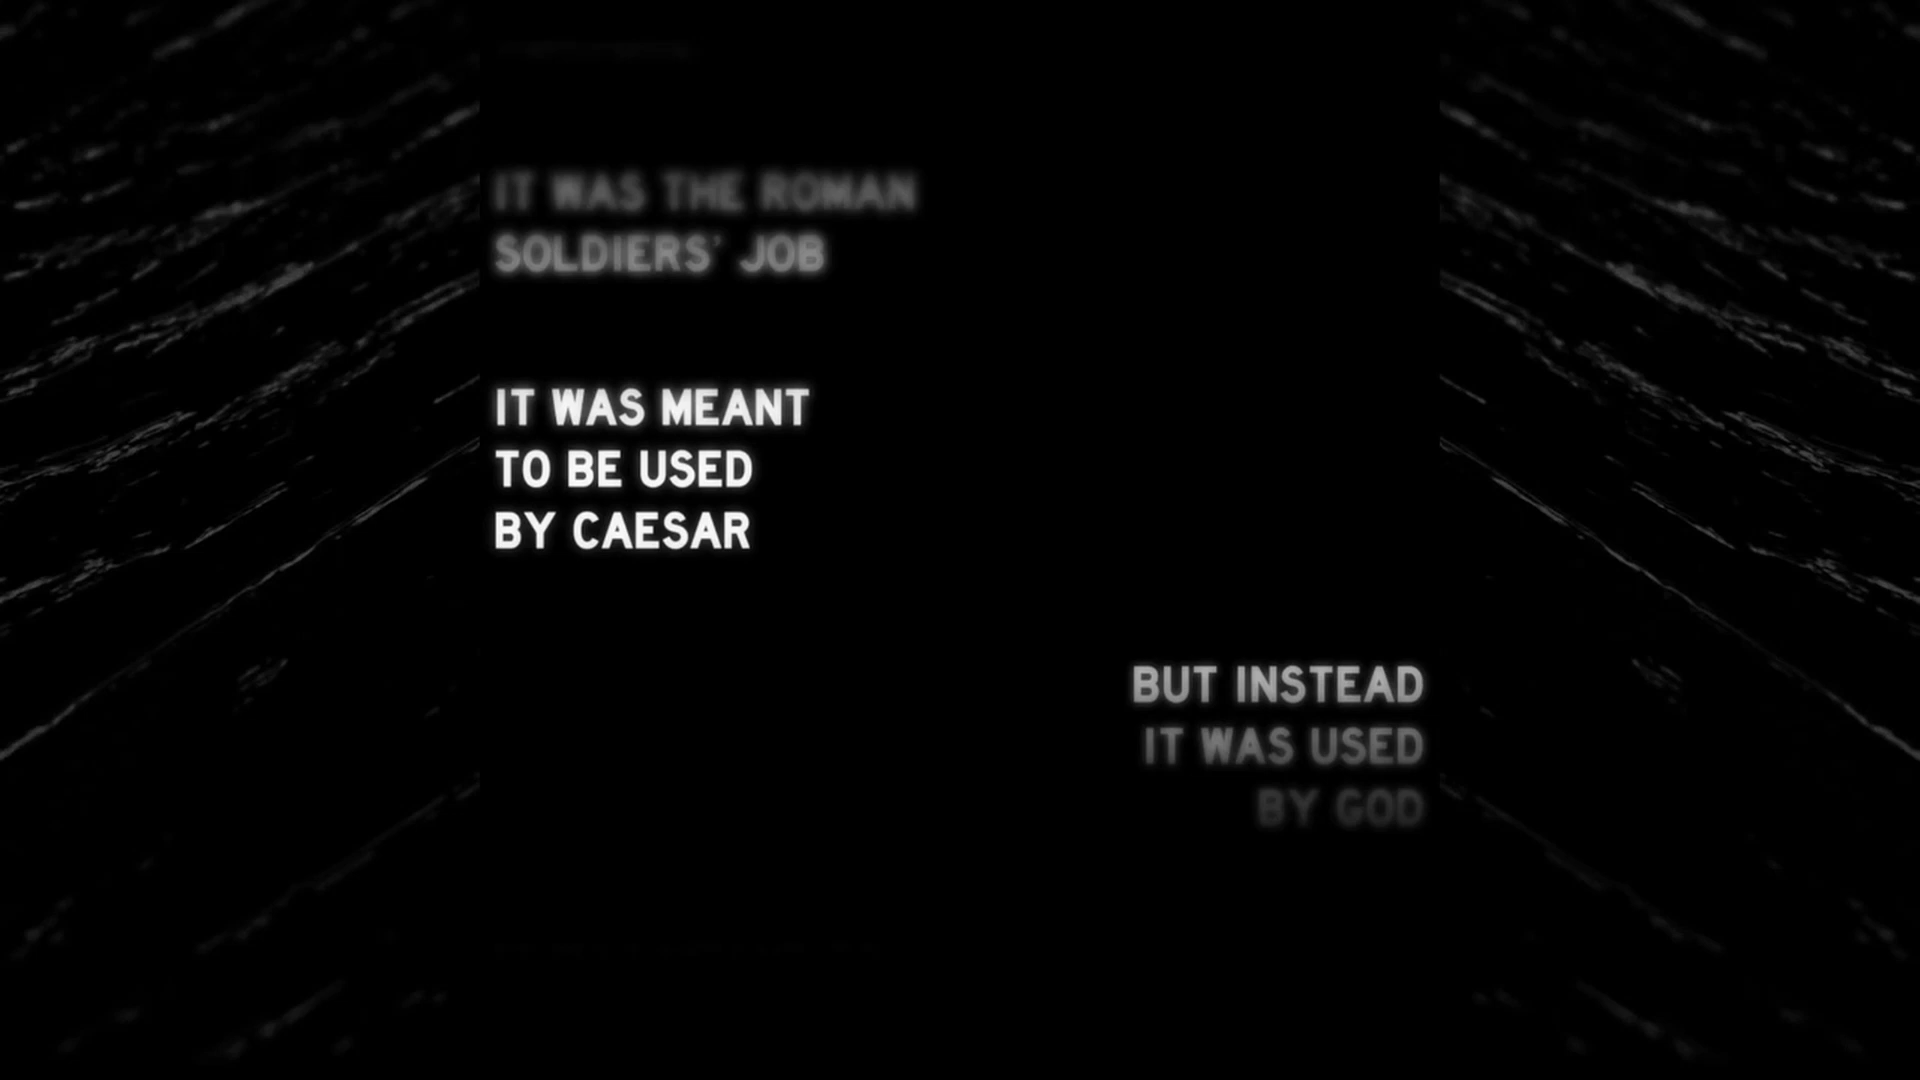 IT WAS THE ROMAN
SOLDIERS' JOB
IT WAS MEANT
TO BE USED
BY CAESAR
BUT INSTEAD
IT WAS USED
BY GOD